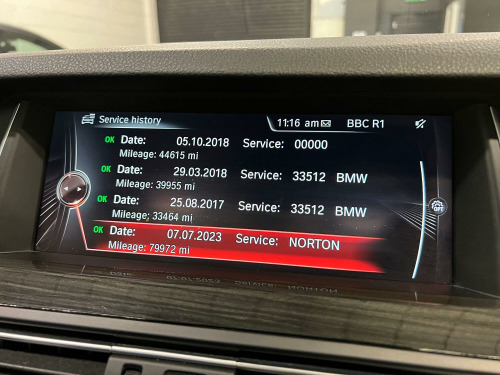 Service history
11:16 am
BBC R1
OK Date: 05.10.2018 Service: 00000
Mileage: 44615 mi
OK Date: 29.03.2018 Service: 33512 BMW
Mileage: 39955 mi
OK Date: 25.08.2017 Service: 33512 BMW
Mileage: 33464 mi
OK Date: 07.07.2023 Service: NORTON
Mileage: 79972 mi
OFF